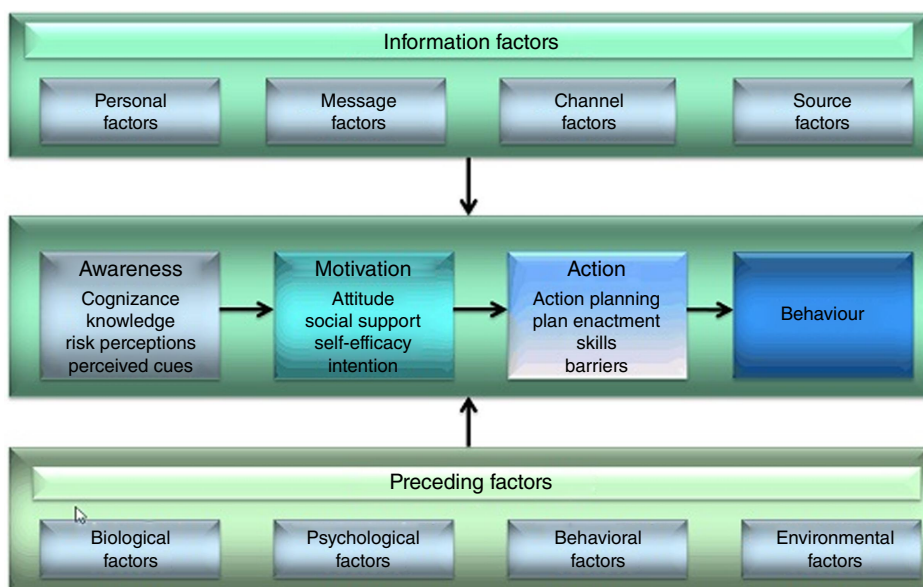 Information factors
Personal
factors
Message
factors
Channel
factors
Source
factors
Awareness
Cognizance
knowledge
risk perceptions
perceived cues
Motivation
Attitude
social support
self-efficacy
intention
Action
Action planning
plan enactment
skills
barriers
Behaviour
Preceding factors
Biological
factors
Psychological
factors
Behavioral
factors
Environmental
factors